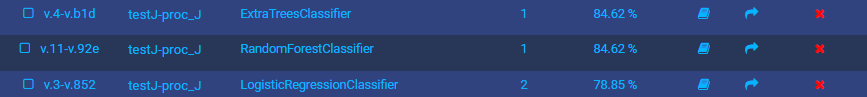 v.4-v.b1d testJ-proc_J ExtraTreesClassifier 1 84.62 %
v.11-v.92e testJ-proc_J RandomForestClassifier 1 84.62 %
v.3-v.852 testJ-proc_J LogisticRegressionClassifier 2 78.85 %